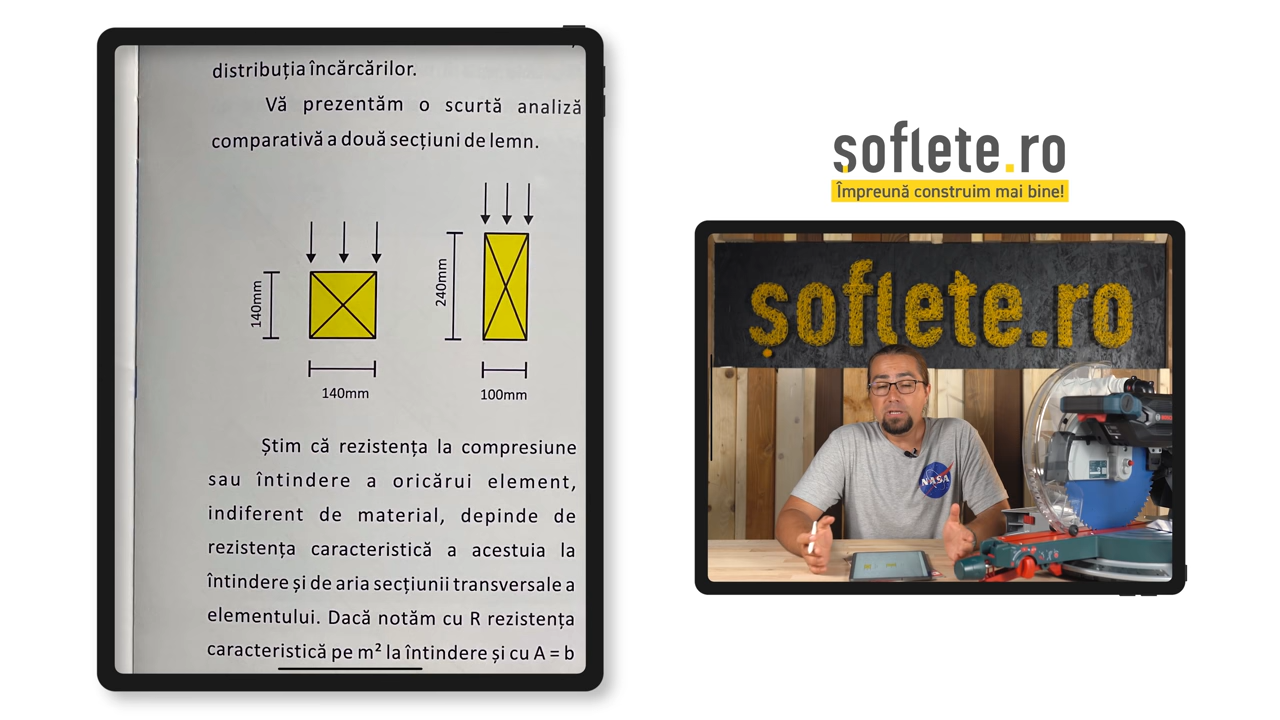 distribuția încărcărilor.
Vă prezentăm o scurtă analiză
comparativă a două secțiuni de lemn.
140mm
140mm
240mm
100mm
Știm că rezistența la compresiune
sau întindere a oricărui element,
indiferent de material, depinde de
rezistența caracteristică a acestuia la
întindere și de aria secțiunii transversale a
elementului. Dacă notăm cu R rezistența
caracteristică pe m² la întindere și cu A = b
șoflete.ro
Împreună construim mai bine!
șoflete.ro
NASA